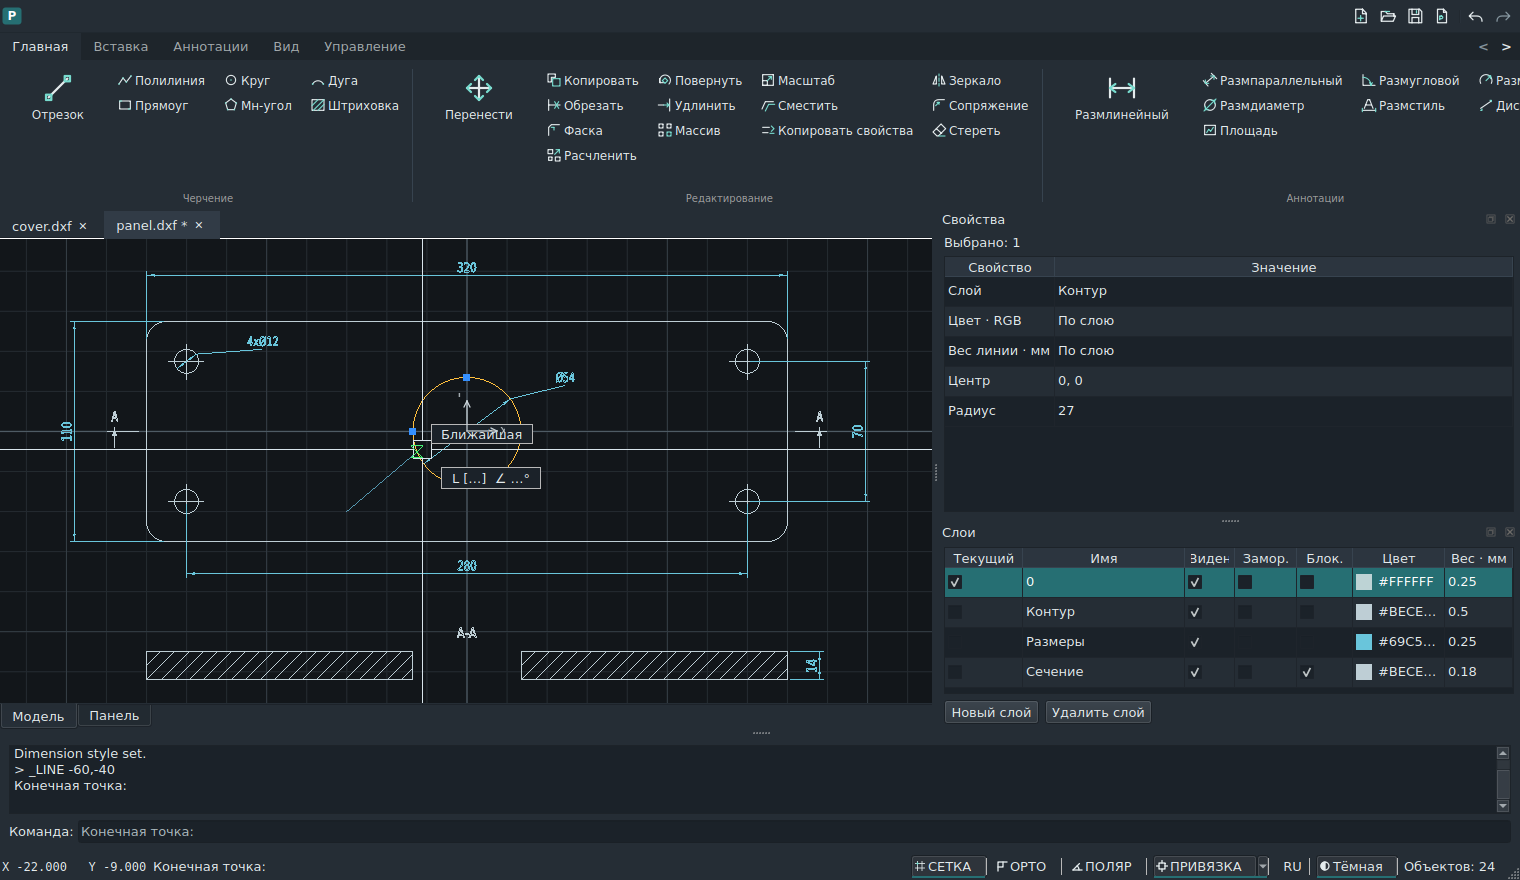 P
Главная Вставка Аннотации Вид Управление < >
Отрезок
Полилиния Круг Дуга
Прямоуг Мн-угол Штриховка
Черчение
Перенести
Копировать Повернуть Масштаб Зеркало
Обрезать Удлинить Сместить Сопряжение
Фаска Массив Копировать свойства Стереть
Расчленить
Редактирование
Размлинейный
Размпараллельный Размугловой Раз
Размдиаметр Размстиль Дис
Площадь
Аннотации
cover.dxf × panel.dxf * ×
320
4xØ12
Ø54
110
A A
70
Ближайшая
L [...] ∠ ...°
280
A-A
14
Модель Панель
Свойства
Выбрано: 1
Свойство Значение
Слой Контур
Цвет · RGB По слою
Вес линии · мм По слою
Центр 0, 0
Радиус 27
Слои
Текущий Имя Виден Замор. Блок. Цвет Вес · мм
0 #FFFFFF 0.25
Контур #BECE... 0.5
Размеры #69C5... 0.25
Сечение #BECE... 0.18
Новый слой Удалить слой
Dimension style set.
> _LINE -60,-40
Конечная точка:
Команда: Конечная точка:
X -22.000 Y -9.000 Конечная точка: СЕТКА ОРТО ПОЛЯР ПРИВЯЗКА RU Тёмная Объектов: 24